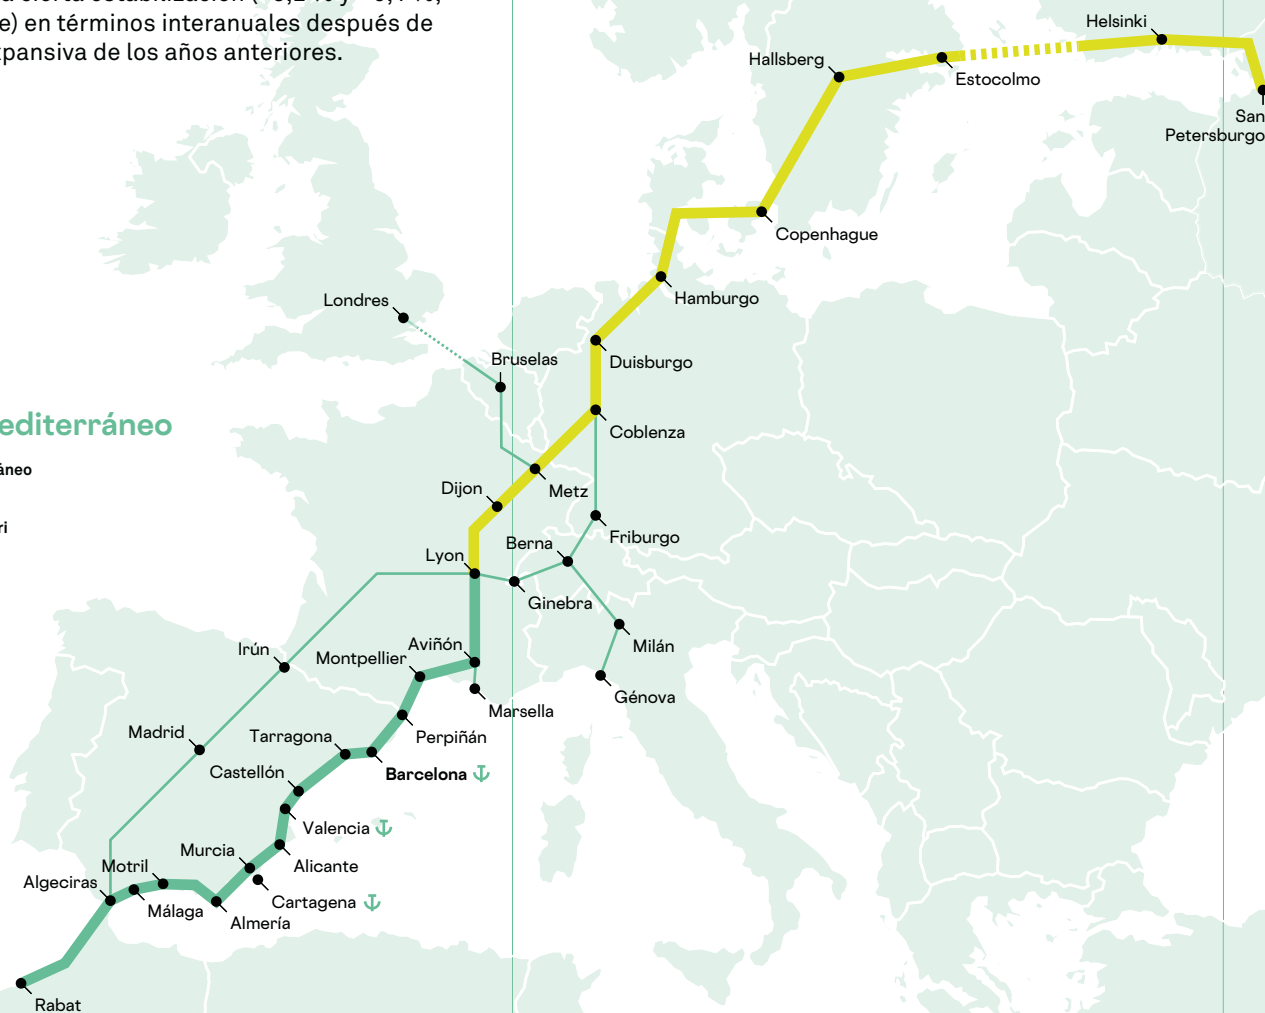 e) en términos interanuales después de
xpansiva de los años anteriores.
Helsinki
Hallsberg
Estocolmo
San
Petersburgo
Copenhague
Hamburgo
Londres
Bruselas
Duisburgo
editerráneo
Coblenza
áneo
Dijon
Metz
ri
Friburgo
Berna
Lyon
Ginebra
Irún
Aviñón
Montpellier
Milán
Génova
Marsella
Madrid
Tarragona
Perpiñán
Castellón
Barcelona
Valencia
Murcia
Alicante
Motril
Algeciras
Cartagena
Málaga
Almería
Rabat